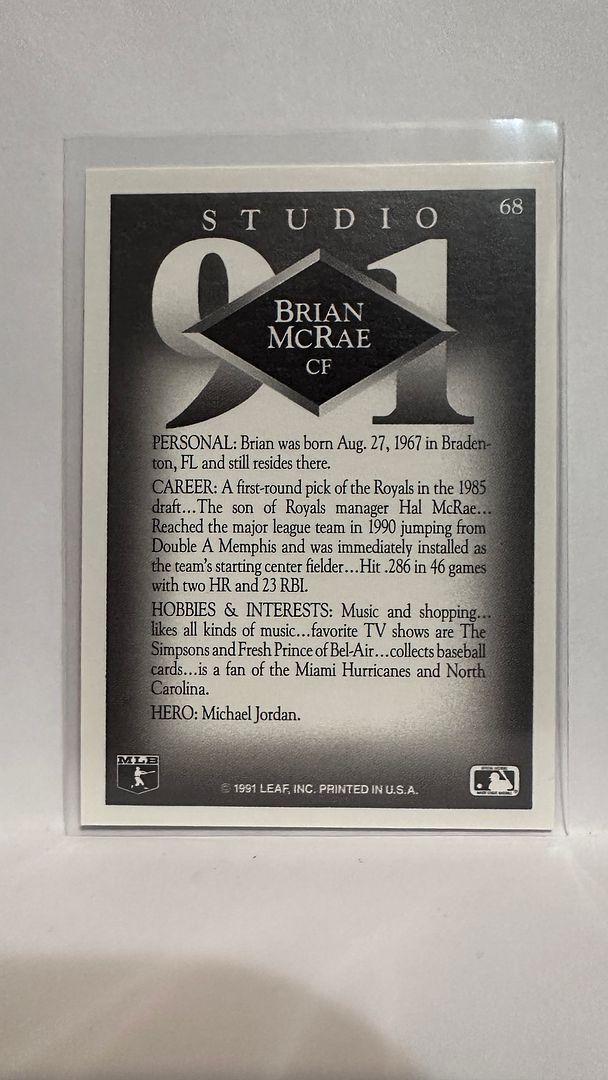 68
STUDIO
91
BRIAN
MCRAE
CF
PERSONAL: Brian was born Aug. 27, 1967 in Braden-
ton, FL and still resides there.
CAREER: A first-round pick of the Royals in the 1985
draft...The son of Royals manager Hal McRae...
Reached the major league team in 1990 jumping from
Double A Memphis and was immediately installed as
the team's starting center fielder...Hit .286 in 46 games
with two HR and 23 RBI.
HOBBIES & INTERESTS: Music and shopping...
likes all kinds of music...favorite TV shows are The
Simpsons and Fresh Prince of Bel-Air...collects baseball
cards...is a fan of the Miami Hurricanes and North
Carolina.
HERO: Michael Jordan.
MLB
© 1991 LEAF, INC. PRINTED IN U.S.A.